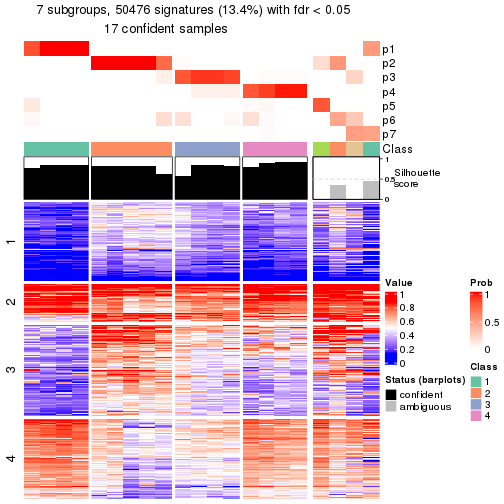 7 subgroups, 50476 signatures (13.4%) with fdr < 0.05
17 confident samples
p1
p2
p3
p4
p5
p6
p7
Class
1
0.5
0
Silhouette
score
1
2
3
4
Value
1
0.8
0.6
0.4
0.2
0
Status (barplots)
confident
ambiguous
Prob
1
0.5
0
Class
1
2
3
4